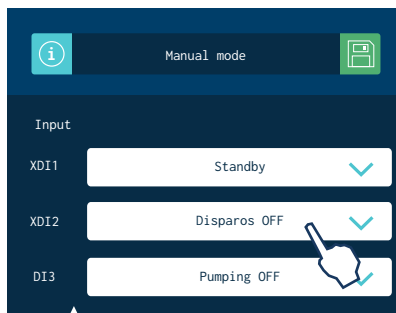 i
Manual mode
Input
XDI1 Standby
XDI2 Disparos OFF
DI3 Pumping OFF